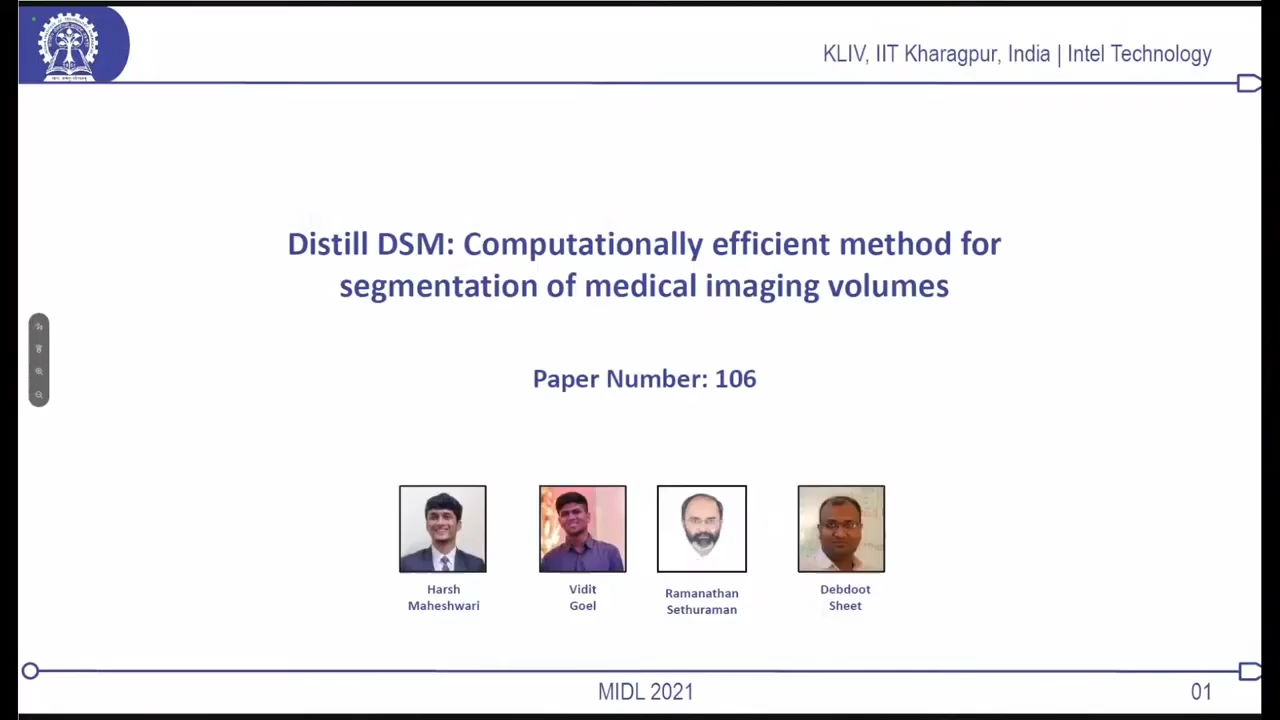 KLIV, IIT Kharagpur, India | Intel Technology
Distill DSM: Computationally efficient method for
segmentation of medical imaging volumes
Paper Number: 106
Harsh
Maheshwari
Vidit
Goel
Ramanathan
Sethuraman
Debdoot
Sheet
MIDL 2021
01